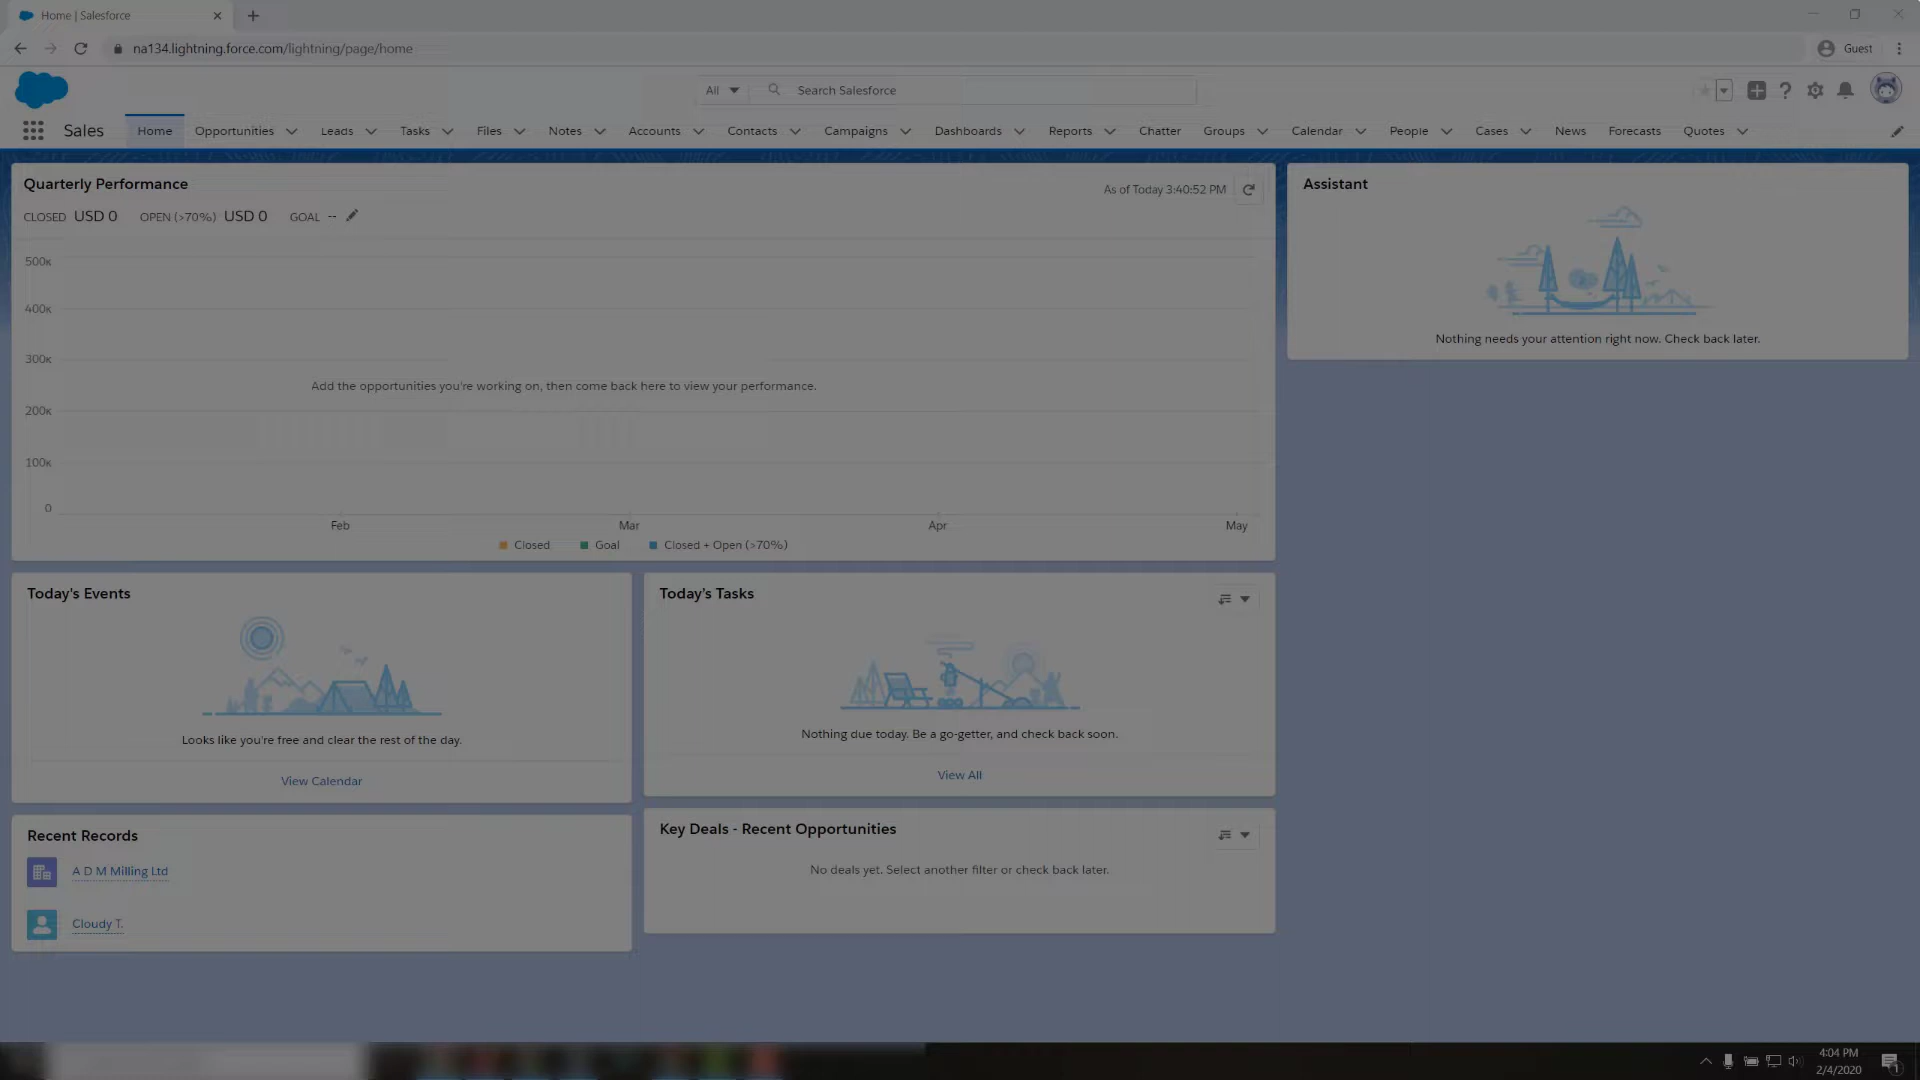 Home | Salesforce
na134.lightning.force.com/lightning/page/home
Guest
All
Search Salesforce
Sales
Home
Opportunities
Leads
Tasks
Files
Notes
Accounts
Contacts
Campaigns
Dashboards
Reports
Chatter
Groups
Calendar
People
Cases
News
Forecasts
Quotes
Quarterly Performance
As of Today 3:40:52 PM
CLOSED USD 0 OPEN (>70%) USD 0 GOAL --
500K
400K
300K
Add the opportunities you're working on, then come back here to view your performance.
200K
100K
0
Feb Mar Apr May
Closed Goal Closed + Open (>70%)
Assistant
Nothing needs your attention right now. Check back later.
Today's Events
Looks like you're free and clear the rest of the day.
View Calendar
Today's Tasks
Nothing due today. Be a go-getter, and check back soon.
View All
Recent Records
A D M Milling Ltd
Cloudy T.
Key Deals - Recent Opportunities
No deals yet. Select another filter or check back later.
4:04 PM
2/4/2020
1